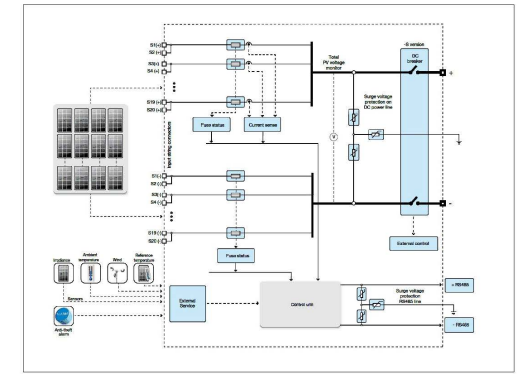 S1(+)
S2 (+)
S3(+)
S4 (+)
S19 (+)
S20 (+)
Fuse status
Current sense
Total
PV voltage
monitor
-S version
DC
breaker
+
Surge voltage
protection on
DC power line
V
Input string connectors
S1(-)
S2 (-)
S3(-)
S4 (-)
S19 (-)
S20 (-)
Fuse status
-
External control
Irradiance
Ambient
temperature
Wind
Reference
temperature
Sensors
Anti-theft
alarm
External
Service
Control unit
Surge voltage
protection
RS485 line
+ RS485
- RS485